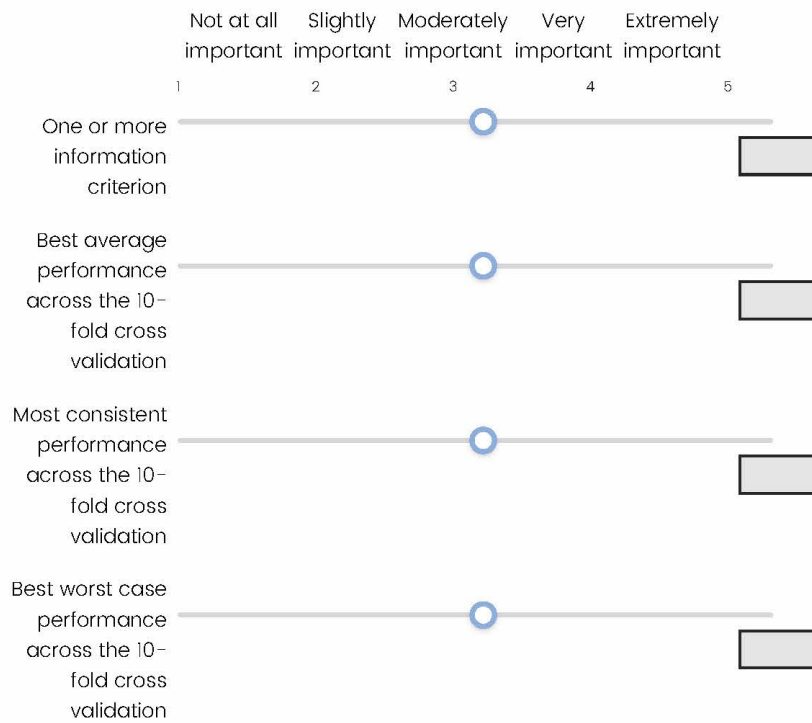 Not at all Slightly Moderately Very Extremely
important important important important important
1 2 3 4 5
One or more
information
criterion
Best average
performance
across the 10-
fold cross
validation
Most consistent
performance
across the 10-
fold cross
validation
Best worst case
performance
across the 10-
fold cross
validation